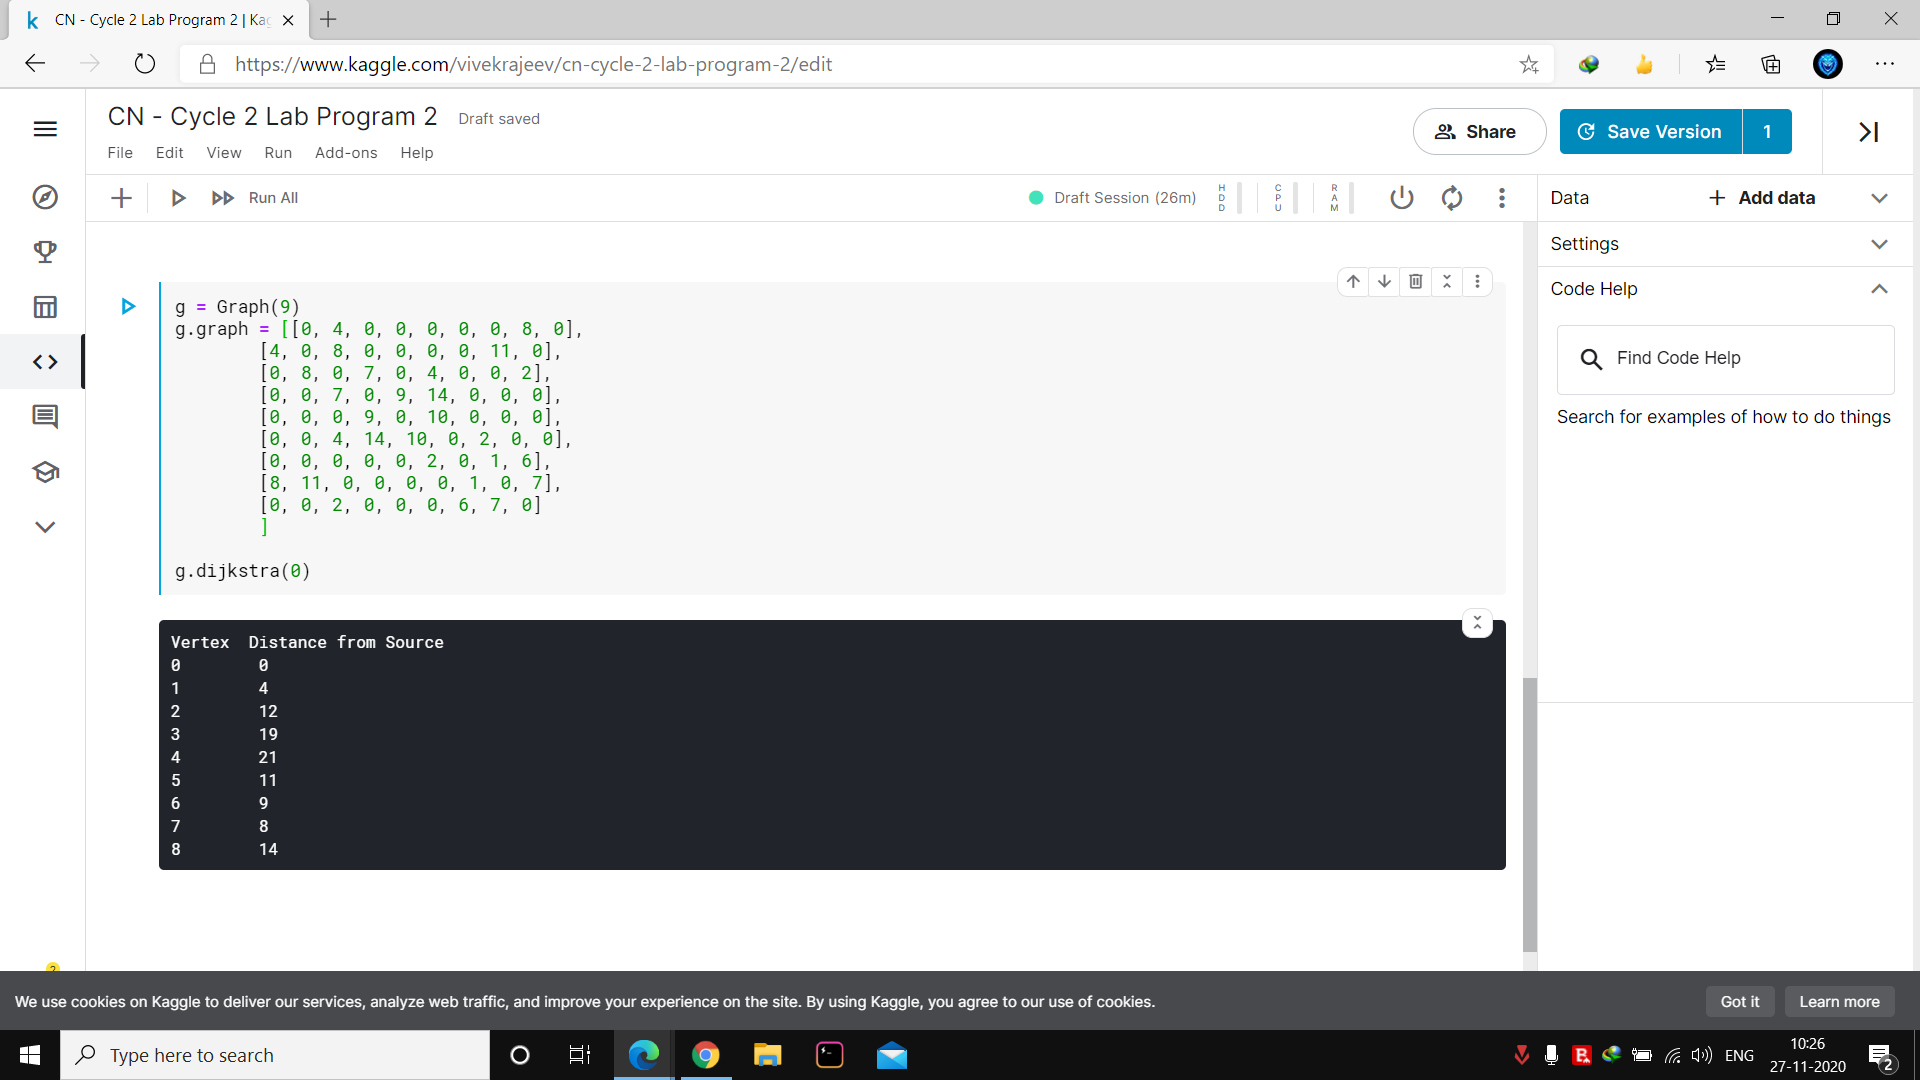 CN - Cycle 2 Lab Program 2 | Kag
https://www.kaggle.com/vivekrajeev/cn-cycle-2-lab-program-2/edit
CN - Cycle 2 Lab Program 2 Draft saved
File Edit View Run Add-ons Help
Share
Save Version 1
Run All
Draft Session (26m)
HDD
CPU
RAM
Data
+ Add data
Settings
Code Help
Find Code Help
Search for examples of how to do things
g = Graph(9)
g.graph = [[0, 4, 0, 0, 0, 0, 0, 8, 0],
[4, 0, 8, 0, 0, 0, 0, 11, 0],
[0, 8, 0, 7, 0, 4, 0, 0, 2],
[0, 0, 7, 0, 9, 14, 0, 0, 0],
[0, 0, 0, 9, 0, 10, 0, 0, 0],
[0, 0, 4, 14, 10, 0, 2, 0, 0],
[0, 0, 0, 0, 0, 2, 0, 1, 6],
[8, 11, 0, 0, 0, 0, 1, 0, 7],
[0, 0, 2, 0, 0, 0, 6, 7, 0]
]
g.dijkstra(0)
Vertex Distance from Source
0 0
1 4
2 12
3 19
4 21
5 11
6 9
7 8
8 14
2
We use cookies on Kaggle to deliver our services, analyze web traffic, and improve your experience on the site. By using Kaggle, you agree to our use of cookies.
Got it
Learn more
Type here to search
ENG
10:26
27-11-2020
2